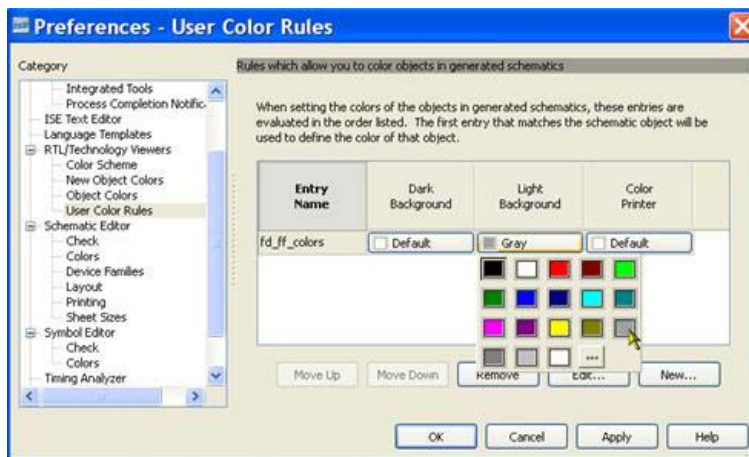 Preferences - User Color Rules
Category
Integrated Tools
Process Completion Notific
ISE Text Editor
Language Templates
RTL/Technology Viewers
Color Scheme
New Object Colors
Object Colors
User Color Rules
Schematic Editor
Check
Colors
Device Families
Layout
Printing
Sheet Sizes
Symbol Editor
Check
Colors
Timing Analyzer
Rules which allow you to color objects in generated schematics
When setting the colors of the objects in generated schematics, these entries are
evaluated in the order listed. The first entry that matches the schematic object will be
used to define the color of that object.
Entry Name
Dark Background
Light Background
Color Printer
fd_ff_colors
Default
Gray
Default
...
Move Up
Move Down
Remove
Edit...
New...
OK
Cancel
Apply
Help